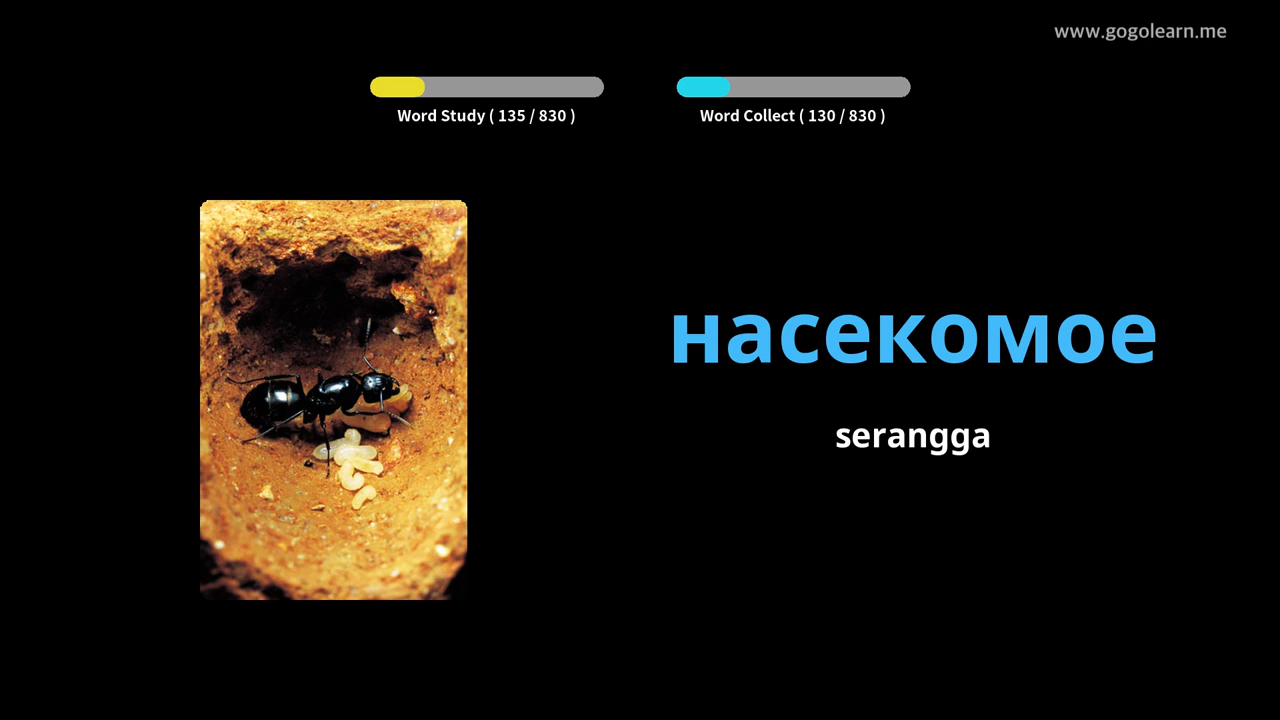 www.gogolearn.me
Word Study ( 135 / 830 )
Word Collect ( 130 / 830 )
насекомое
serangga